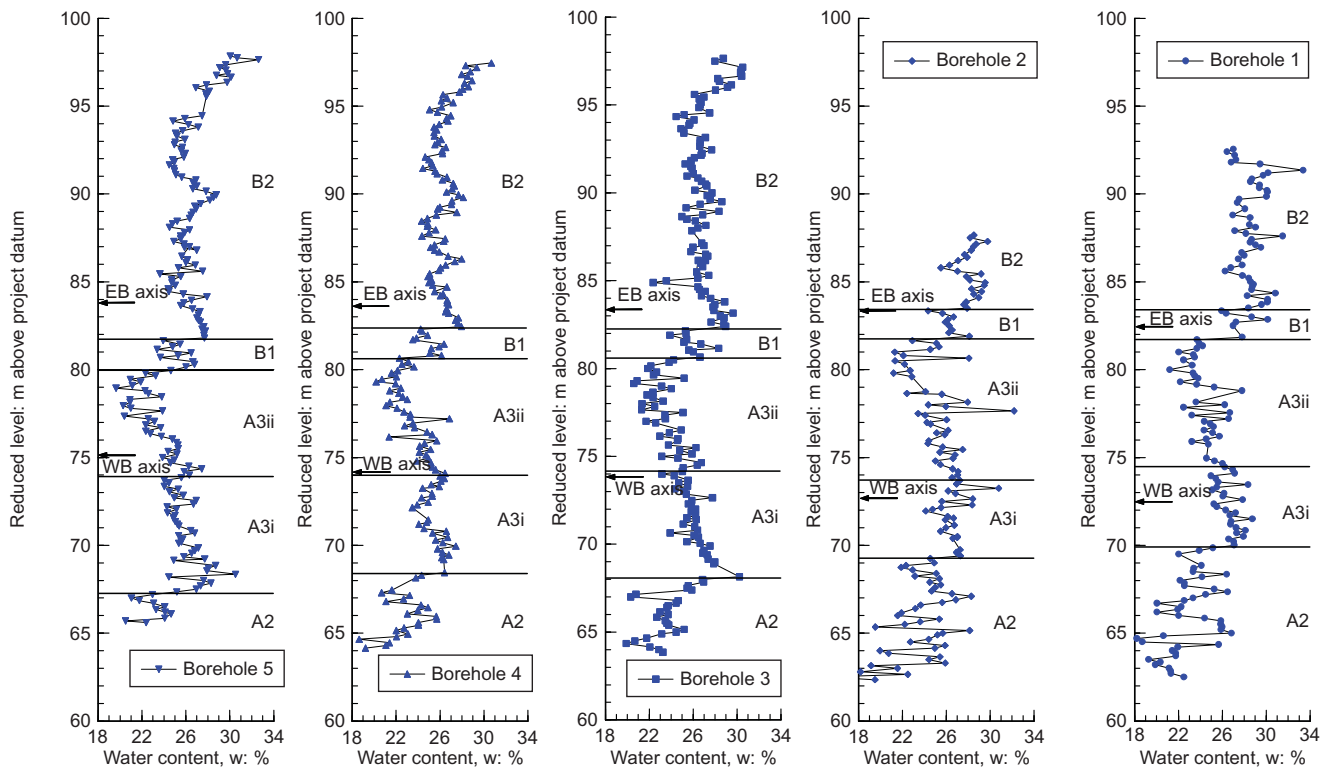 Reduced level: m above project datum
100
95
90
85
80
75
70
65
60
B2
EB axis
B1
A3ii
WB axis
A3i
A2
Borehole 5
18 22 26 30 34
Water content, w: %
Reduced level: m above project datum
100
95
90
85
80
75
70
65
60
B2
EB axis
B1
A3ii
WB axis
A3i
A2
Borehole 4
18 22 26 30 34
Water content, w: %
Reduced level: m above project datum
100
95
90
85
80
75
70
65
60
B2
EB axis
B1
A3ii
WB axis
A3i
A2
Borehole 3
18 22 26 30 34
Water content, w: %
Reduced level: m above project datum
100
95
90
85
80
75
70
65
60
Borehole 2
B2
EB axis
B1
A3ii
WB axis
A3i
A2
18 22 26 30 34
Water content, w: %
Reduced level: m above project datum
100
95
90
85
80
75
70
65
60
Borehole 1
B2
EB axis
B1
A3ii
WB axis
A3i
A2
18 22 26 30 34
Water content, w: %